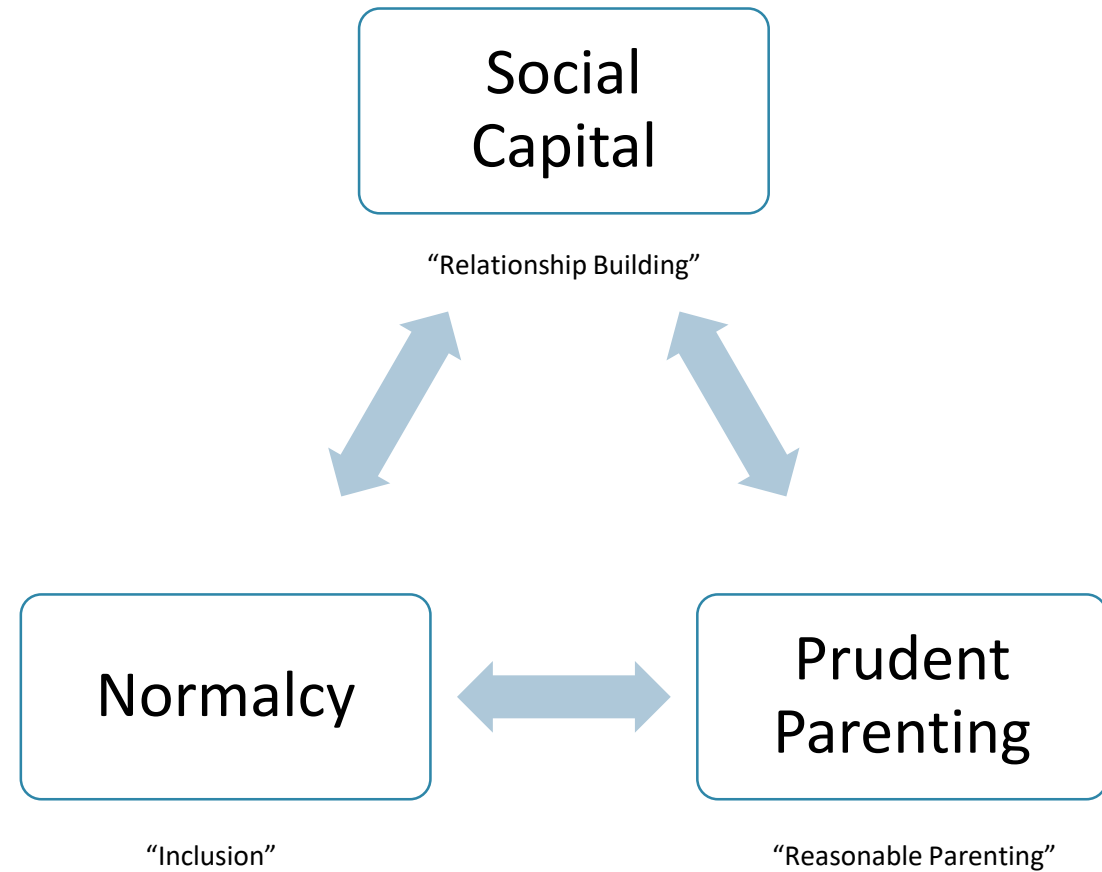 Social
Capital
“Relationship Building”
Normalcy
Prudent
Parenting
“Inclusion”
“Reasonable Parenting”